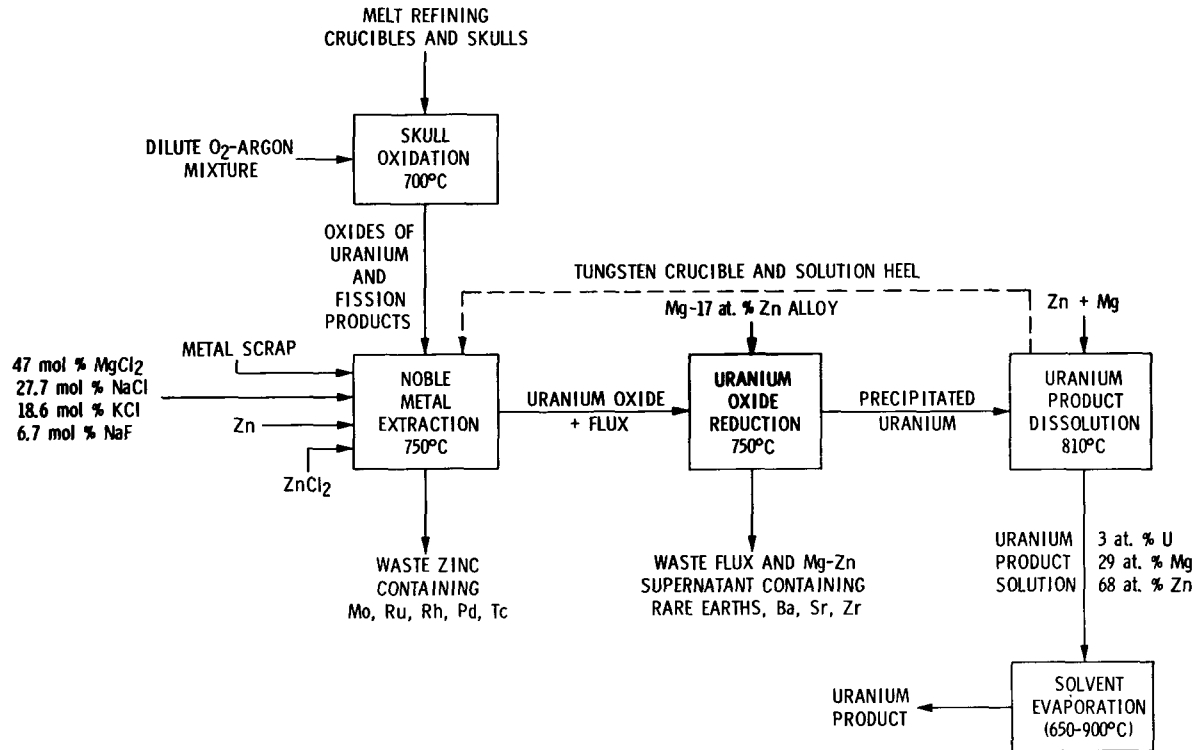 MELT REFINING
CRUCIBLES AND SKULLS
DILUTE O₂-ARGON
MIXTURE
SKULL
OXIDATION
700°C
OXIDES OF
URANIUM
AND
FISSION
PRODUCTS
TUNGSTEN CRUCIBLE AND SOLUTION HEEL
Mg-17 at. % Zn ALLOY
Zn + Mg
METAL SCRAP
47 mol % MgCl₂
27.7 mol % NaCl
18.6 mol % KCl
6.7 mol % NaF
Zn
ZnCl₂
NOBLE
METAL
EXTRACTION
750°C
URANIUM OXIDE
+ FLUX
URANIUM
OXIDE
REDUCTION
750°C
PRECIPITATED
URANIUM
URANIUM
PRODUCT
DISSOLUTION
810°C
WASTE ZINC
CONTAINING
Mo, Ru, Rh, Pd, Tc
WASTE FLUX AND Mg-Zn
SUPERNATANT CONTAINING
RARE EARTHS, Ba, Sr, Zr
URANIUM
PRODUCT
SOLUTION
3 at. % U
29 at. % Mg
68 at. % Zn
SOLVENT
EVAPORATION
(650-900°C)
URANIUM
PRODUCT